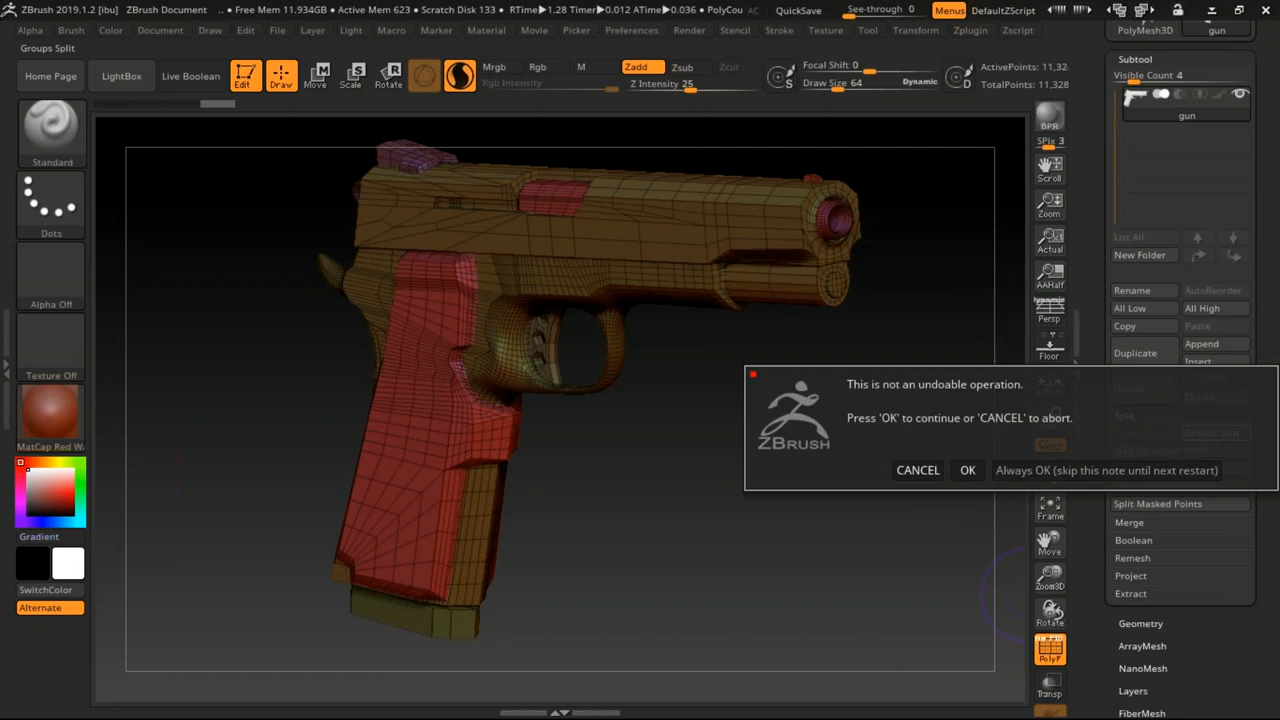 ZBrush 2019.1.2 [ibu] ZBrush Document .. • Free Mem 11.934GB • Active Mem 623 • Scratch Disk 133 • RTime►1.28 Timer►0.012 ATime►0.036 • PolyCou AC QuickSave See-through 0 Menus DefaultZScript
Alpha Brush Color Document Draw Edit File Layer Light Macro Marker Material Movie Picker Preferences Render Stencil Stroke Texture Tool Transform Zplugin Zscript
PolyMesh3D gun
Groups Split
Home Page LightBox Live Boolean Edit Draw Move Scale Rotate
Mrgb Rgb M Zadd Zsub Zcut
Rgb Intensity Z Intensity 25
S Focal Shift 0
Draw Size 64 Dynamic D
ActivePoints: 11,32
TotalPoints: 11,328
Standard
Dots
Alpha Off
Texture Off
MatCap Red W
Gradient
SwitchColor
Alternate
BPR
SPix 3
Scroll
Zoom
Actual
AAHalf
Dynamic
Persp
Floor
Frame
Move
Zoom3D
Rotate
PolyF
Transp
Subtool
Visible Count 4
gun
List All
New Folder
Rename AutoReorder
All Low All High
Copy Paste
Duplicate Append
Insert
Split
Groups Split
This is not an undoable operation.
Press 'OK' to continue or 'CANCEL' to abort.
ZBRUSH
CANCEL OK Always OK (skip this note until next restart)
Split Masked Points
Merge
Boolean
Remesh
Project
Extract
Geometry
ArrayMesh
NanoMesh
Layers
FiberMesh